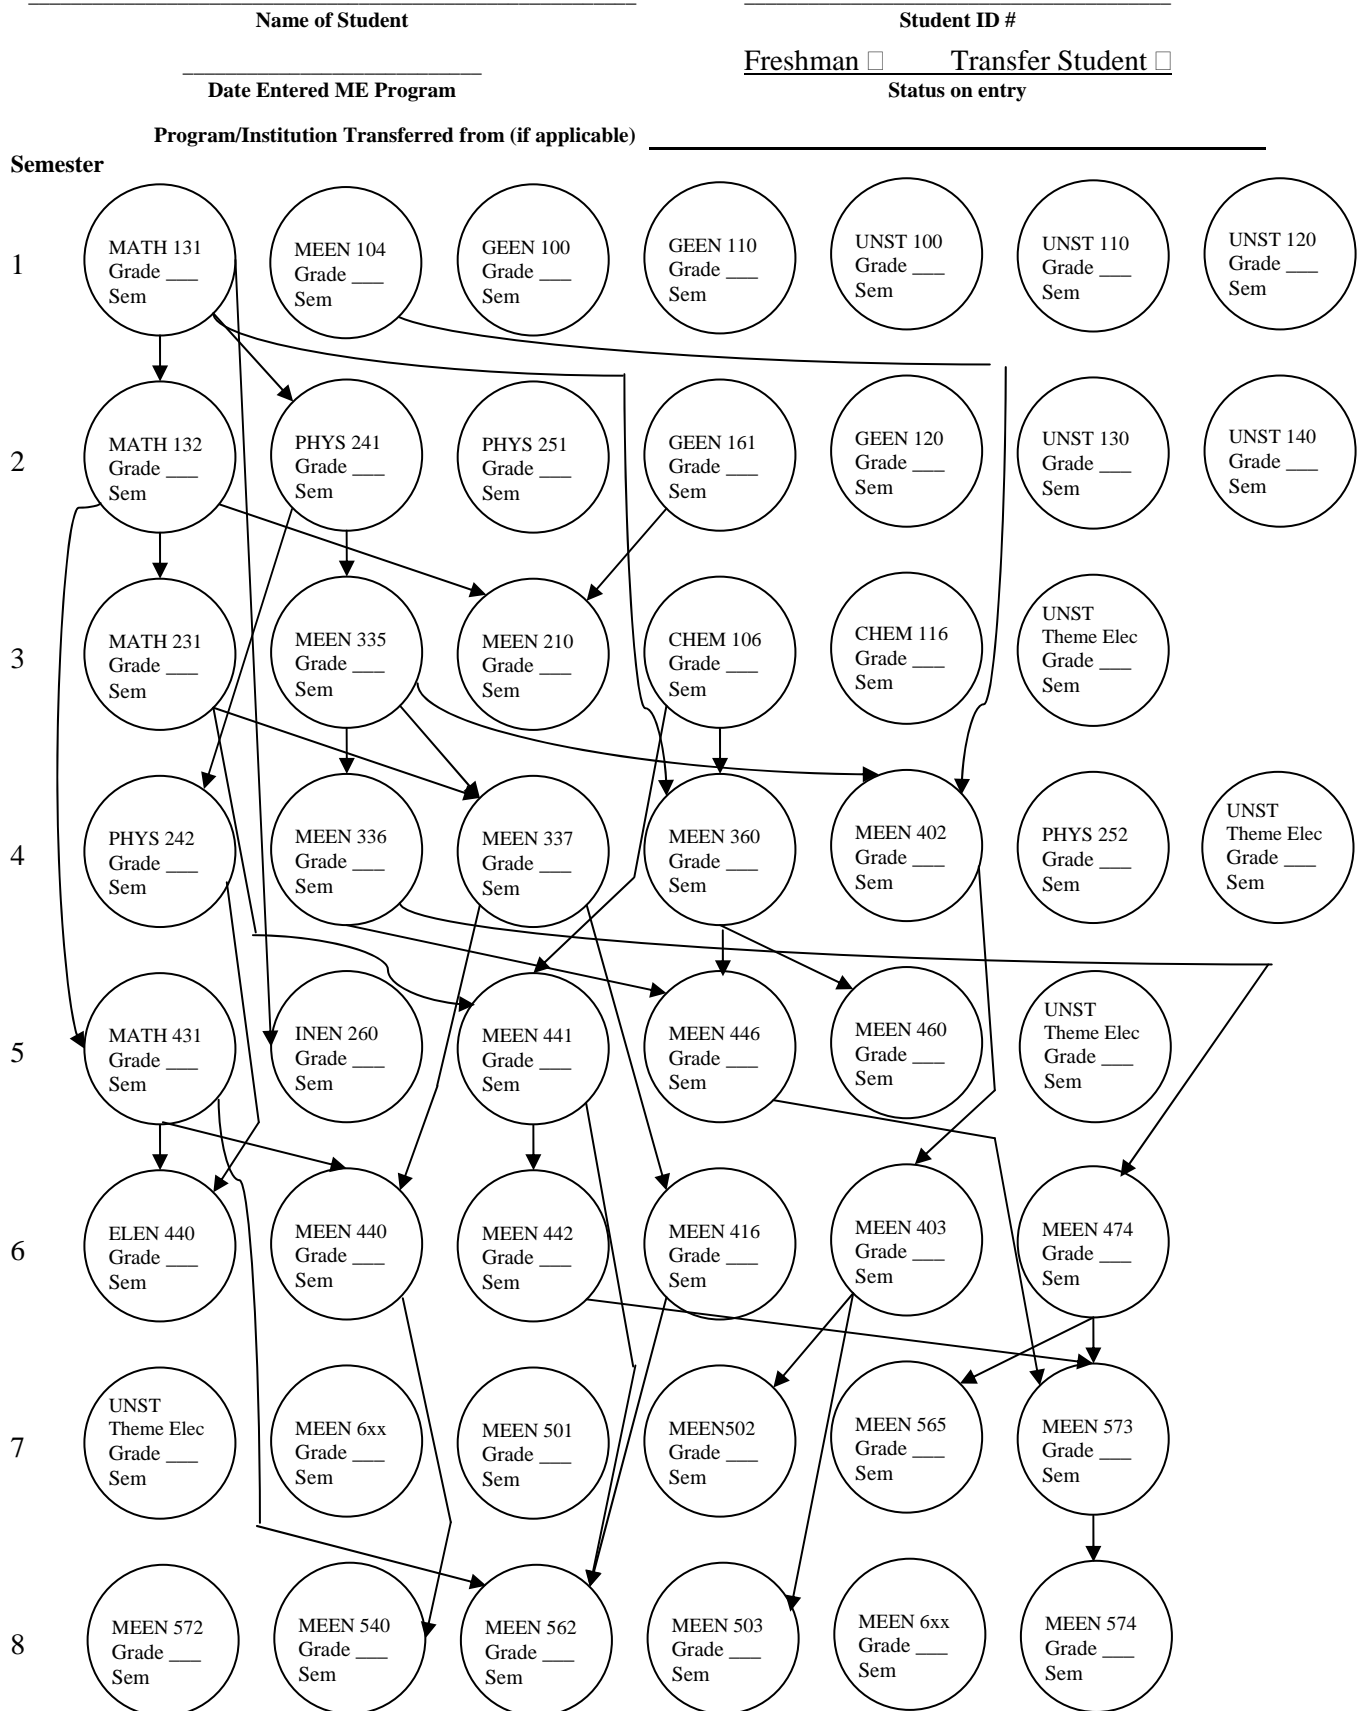 Name of Student
Student ID #
Freshman □ Transfer Student □
Date Entered ME Program
Status on entry
Program/Institution Transferred from (if applicable)
Semester
1
MATH 131
Grade ___
Sem
MEEN 104
Grade ___
Sem
GEEN 100
Grade ___
Sem
GEEN 110
Grade ___
Sem
UNST 100
Grade ___
Sem
UNST 110
Grade ___
Sem
UNST 120
Grade ___
Sem
2
MATH 132
Grade ___
Sem
PHYS 241
Grade ___
Sem
PHYS 251
Grade ___
Sem
GEEN 161
Grade ___
Sem
GEEN 120
Grade ___
Sem
UNST 130
Grade ___
Sem
UNST 140
Grade ___
Sem
3
MATH 231
Grade ___
Sem
MEEN 335
Grade ___
Sem
MEEN 210
Grade ___
Sem
CHEM 106
Grade ___
Sem
CHEM 116
Grade ___
Sem
UNST
Theme Elec
Grade ___
Sem
4
PHYS 242
Grade ___
Sem
MEEN 336
Grade ___
Sem
MEEN 337
Grade ___
Sem
MEEN 360
Grade ___
Sem
MEEN 402
Grade ___
Sem
PHYS 252
Grade ___
Sem
UNST
Theme Elec
Grade ___
Sem
5
MATH 431
Grade ___
Sem
INEN 260
Grade ___
Sem
MEEN 441
Grade ___
Sem
MEEN 446
Grade ___
Sem
MEEN 460
Grade ___
Sem
UNST
Theme Elec
Grade ___
Sem
6
ELEN 440
Grade ___
Sem
MEEN 440
Grade ___
Sem
MEEN 442
Grade ___
Sem
MEEN 416
Grade ___
Sem
MEEN 403
Grade ___
Sem
MEEN 474
Grade ___
Sem
7
UNST
Theme Elec
Grade ___
Sem
MEEN 6xx
Grade ___
Sem
MEEN 501
Grade ___
Sem
MEEN502
Grade ___
Sem
MEEN 565
Grade ___
Sem
MEEN 573
Grade ___
Sem
8
MEEN 572
Grade ___
Sem
MEEN 540
Grade ___
Sem
MEEN 562
Grade ___
Sem
MEEN 503
Grade ___
Sem
MEEN 6xx
Grade ___
Sem
MEEN 574
Grade ___
Sem